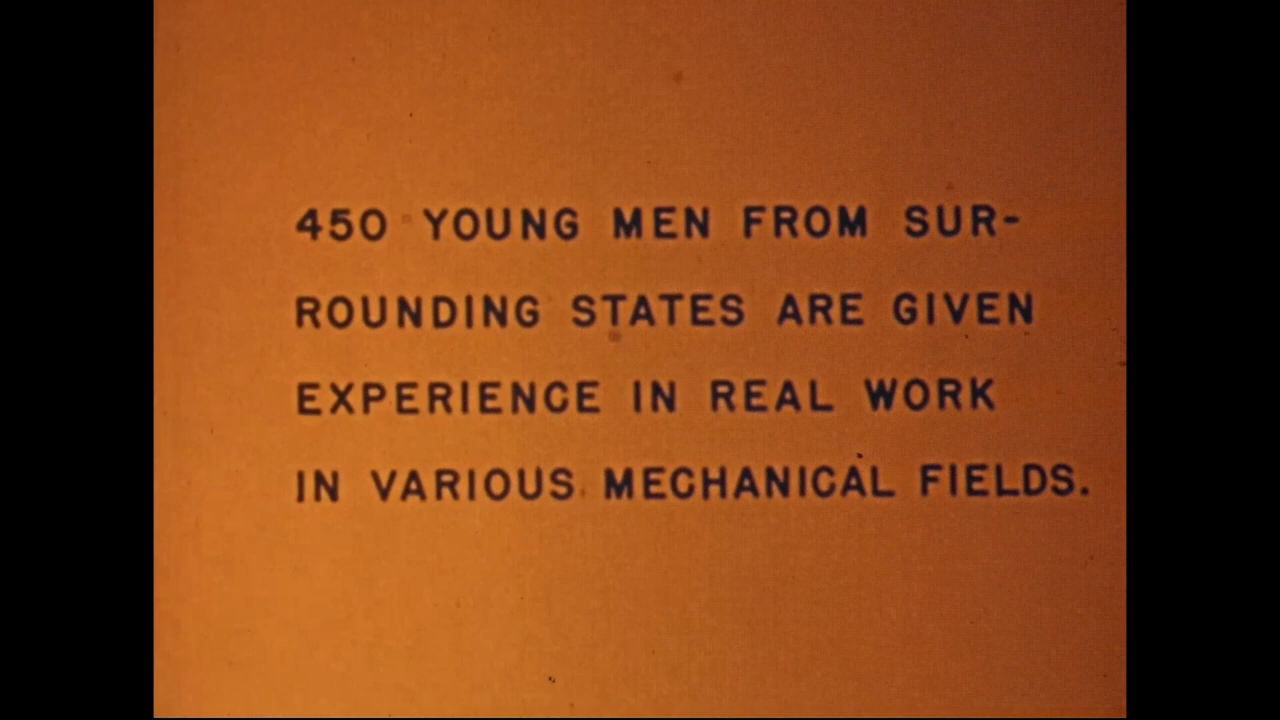 450 YOUNG MEN FROM SUR-
ROUNDING STATES ARE GIVEN
EXPERIENCE IN REAL WORK
IN VARIOUS MECHANICAL FIELDS.